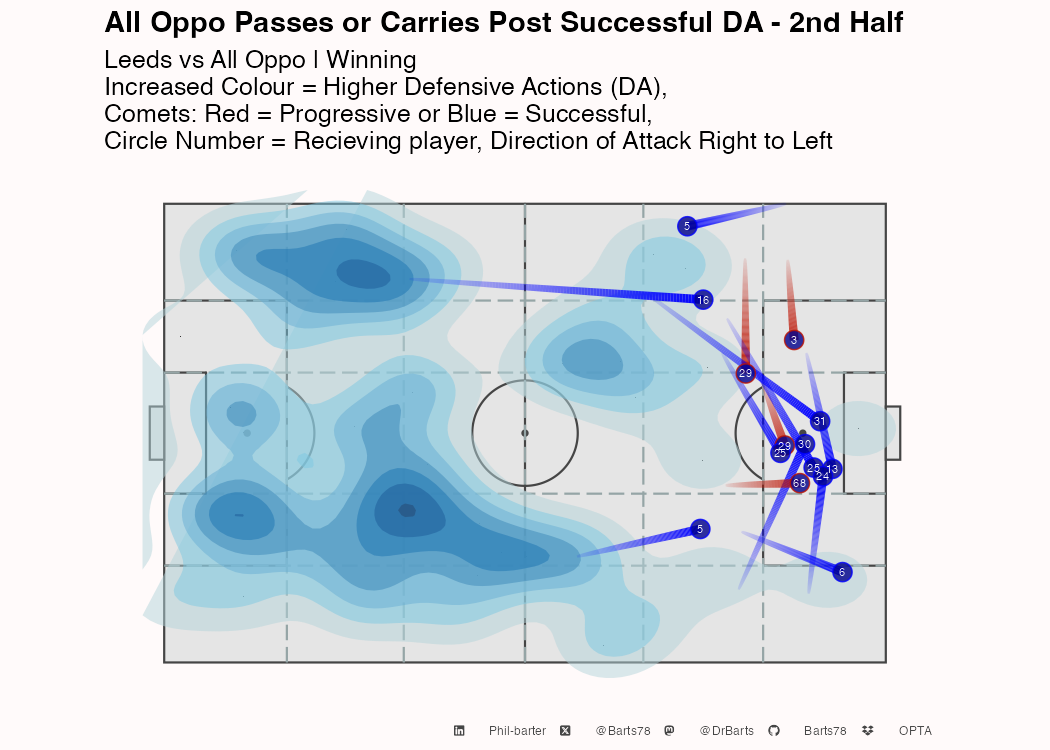 All Oppo Passes or Carries Post Successful DA - 2nd Half
Leeds vs All Oppo | Winning
Increased Colour = Higher Defensive Actions (DA),
Comets: Red = Progressive or Blue = Successful,
Circle Number = Recieving player, Direction of Attack Right to Left
5
16
3
29
31
29
30
25
25
13
24
68
5
6
Phil-barter @Barts78 @DrBarts Barts78 OPTA